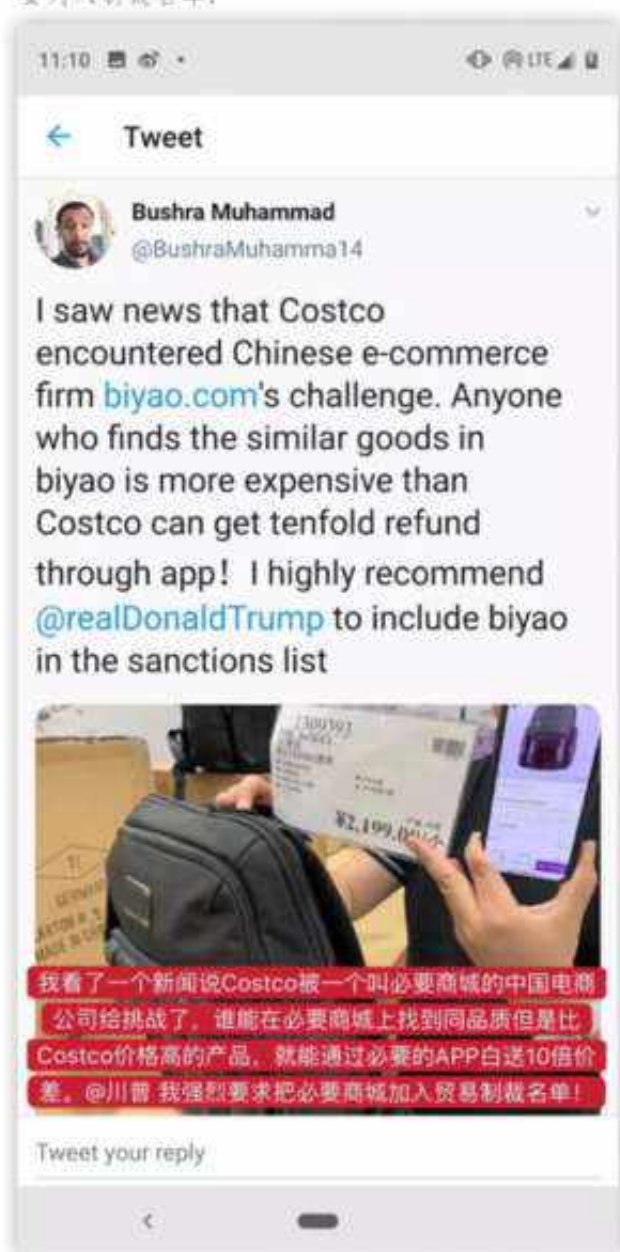 11:10
LTE
Tweet
Bushra Muhammad
@BushraMuhamma14
I saw news that Costco
encountered Chinese e-commerce
firm biyao.com's challenge. Anyone
who finds the similar goods in
biyao is more expensive than
Costco can get tenfold refund
through app！ I highly recommend
@realDonaldTrump to include biyao
in the sanctions list
我看了一个新闻说Costco被一个叫必要商城的中国电商
公司给挑战了，谁能在必要商城上找到同品质但是比
Costco价格高的产品，就能通过必要的APP白送10倍价
差。@川普 我强烈要求把必要商城加入贸易制裁名单！
Tweet your reply